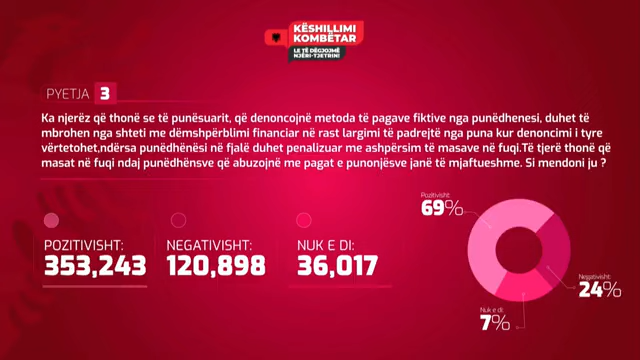 KËSHILLIMI
KOMBËTAR
LE TË DËGJOJMË
NJËRI-TJETRIN!
PYETJA 3
Ka njerëz që thonë se të punësuarit, që denoncojnë metoda të pagave fiktive nga punëdhenesi, duhet të
mbrohen nga shteti me dëmshpërblimi financiar në rast largimi të padrejtë nga puna kur denoncimi i tyre
vërtetohet,ndërsa punëdhënësi në fjalë duhet penalizuar me ashpërsim të masave në fuqi.Të tjerë thonë që
masat në fuqi ndaj punëdhënsve që abuzojnë me pagat e punonjësve janë të mjaftueshme. Si mendoni ju ?
POZITIVISHT:
353,243
NEGATIVISHT:
120,898
NUK E DI:
36,017
Pozitivisht:
69%
Negativisht:
24%
Nuk e di:
7%